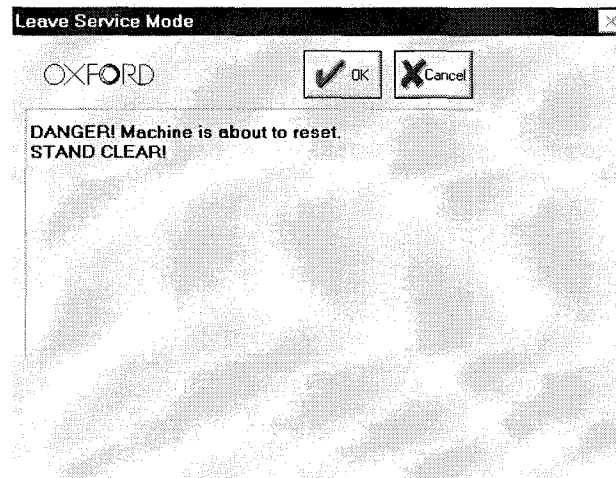 Leave Service Mode
OXFORD
OK
Cancel
DANGER! Machine is about to reset.
STAND CLEAR!